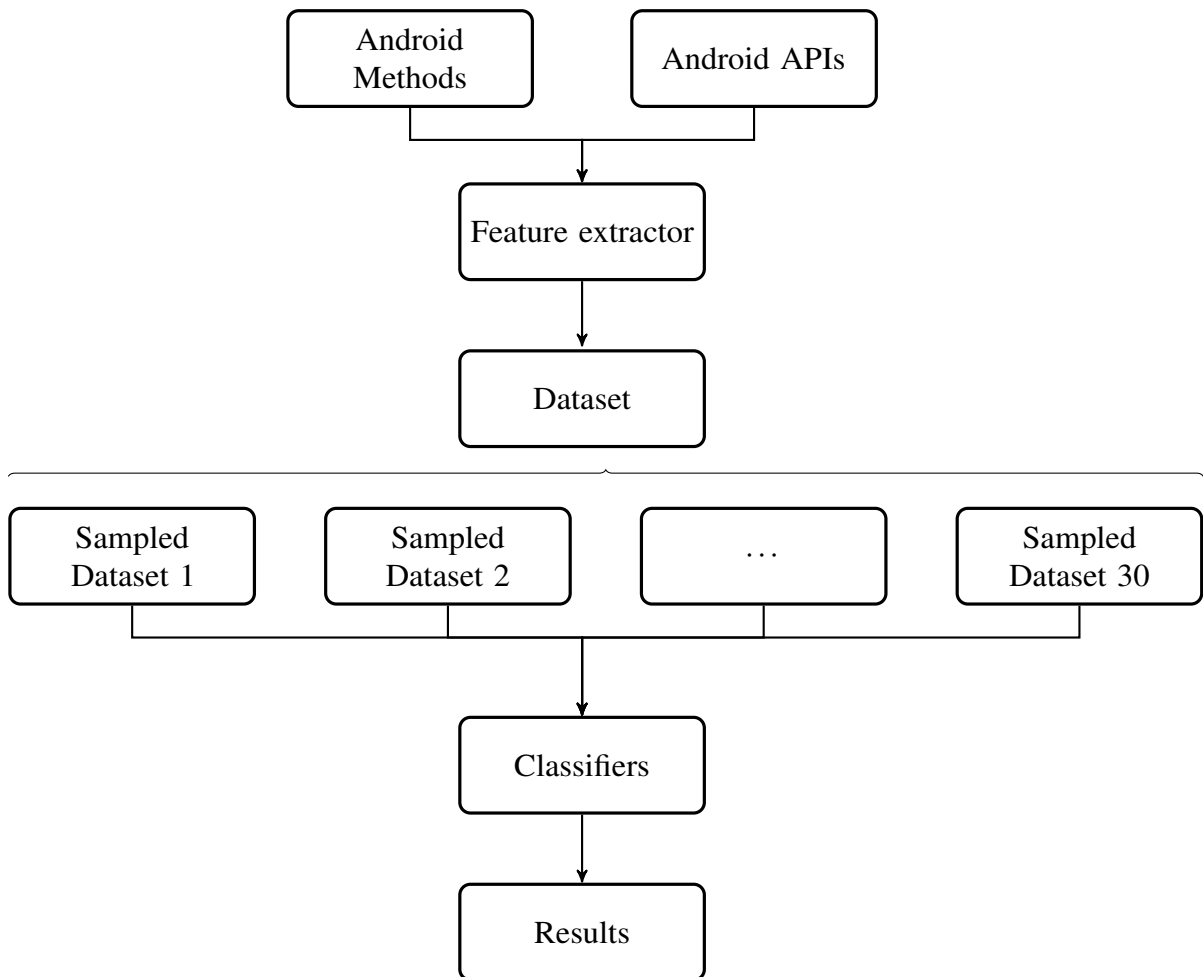 Android
Methods
Android APIs
Feature extractor
Dataset
Sampled
Dataset 1
Sampled
Dataset 2
...
Sampled
Dataset 30
Classifiers
Results